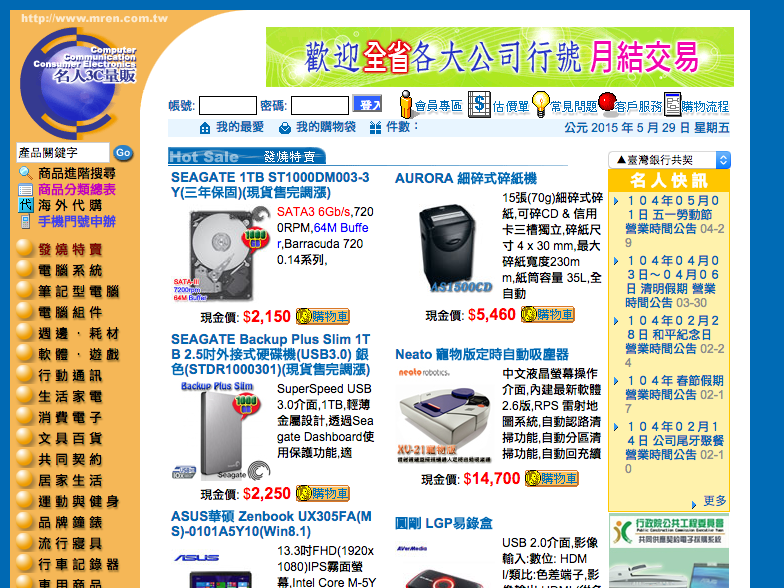 http://www.mren.com.tw
Computer
Communication
Consumer Electronics
名人3C量販
歡迎全省各大公司行號 月結交易
帳號: 密碼: 登入
會員專區 估價單 常見問題 客戶服務 購物流程
我的最愛 我的購物袋 件數：
公元 2015 年 5 月 29 日 星期五
產品關鍵字 Go
商品進階搜尋
商品分類總表
海外代購
手機門號申辦
發燒特賣
電腦系統
筆記型電腦
電腦組件
週邊．耗材
軟體．遊戲
行動通訊
生活家電
消費電子
文具百貨
共同契約
居家生活
運動與健身
品牌鐘錶
流行寢具
行車記錄器
車用商品
Hot Sale 發燒特賣
SEAGATE 1TB ST1000DM003-3
Y(三年保固)(現貨售完調漲)
1000
GB
SATA-III
7200rpm
64M Buffer
SATA3 6Gb/s,720
0RPM,64M Buffe
r,Barracuda 720
0.14系列,
現金價: $2,150 購物車
AURORA 細碎式碎紙機
AS1500CD
15張(70g)細碎式碎
紙,可碎CD & 信用
卡三槽獨立,碎紙尺
寸 4 x 30 mm,最大
碎紙寬度230m
m,紙筒容量 35L,全
自動
現金價: $5,460 購物車
SEAGATE Backup Plus Slim 1T
B 2.5吋外接式硬碟機(USB3.0) 銀
色(STDR1000301)(現貨售完調漲)
Backup Plus Slim
1000
GB
Seagate
SuperSpeed USB
3.0介面,1TB,輕薄
金屬設計,透過Sea
gate Dashboard使
用保護功能,適
現金價: $2,250 購物車
Neato 寵物版定時自動吸塵器
neato robotics.
XV-21寵物版
中文液晶螢幕操作
介面,內建最新軟體
2.6版,RPS 雷射地
圖系統,自動認路清
掃功能,自動分區清
掃功能,自動回充續
現金價: $14,700 購物車
ASUS華碩 Zenbook UX305FA(M
S)-0101A5Y10(Win8.1)
ASUS
13.3吋FHD(1920x
1080)IPS霧面螢
幕,Intel Core M-5Y
圓剛 LGP易錄盒
AVerMedia
USB 2.0介面,影像
輸入:數位: HDM
I/類比:色差端子,影
▲臺灣銀行共契
名人快訊
１０４年０５月０
１日 五一勞動節
營業時間公告 04-2
9
１０４年０４月０
３日～０４月０６
日 清明假期 營業
時間公告 03-30
１０４年０２月２
８日 和平紀念日
營業時間公告 02-2
4
１０４年 春節假期
營業時間公告 02-1
7
１０４年０２月１
４日 公司尾牙聚餐
營業時間公告 02-1
0
更多
行政院公共工程委員會
共同供應契約電子採購系統